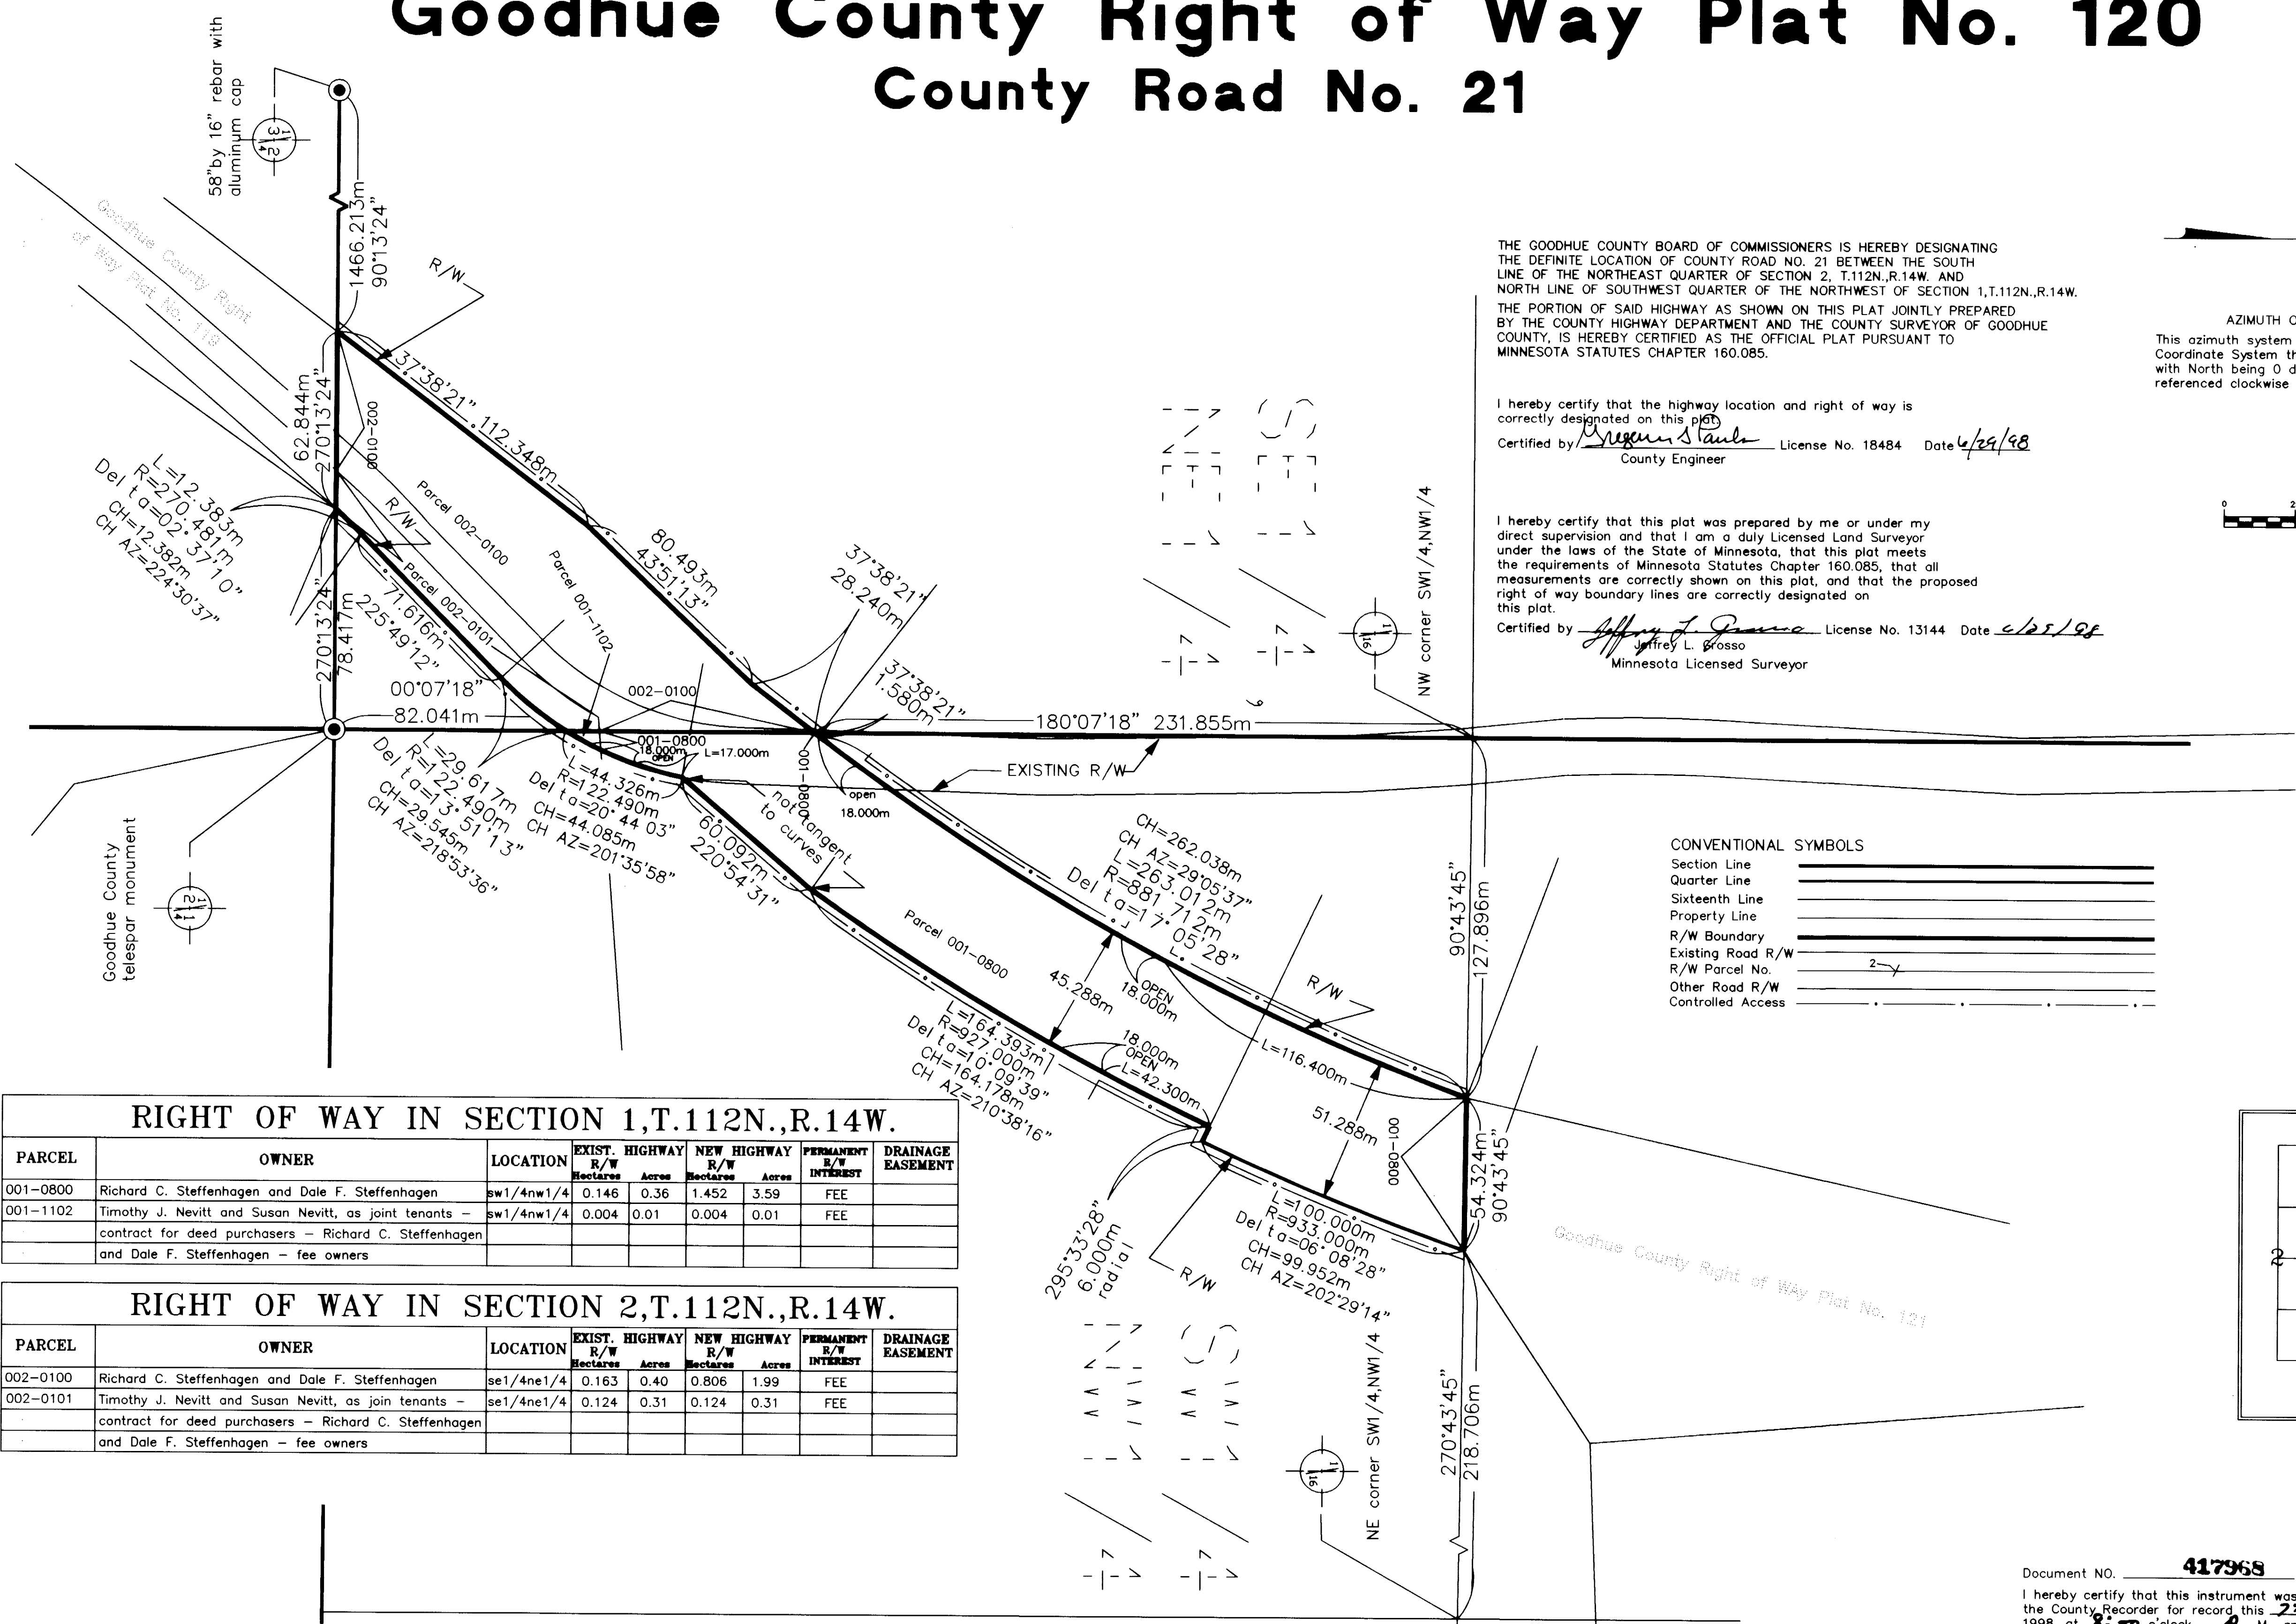 Goodhue County Right of Way Plat No. 120
County Road No. 21
58"by 16" rebar with
aluminum cap
3 2
1/4
1466.213m
90°13'24"
Goodhue County Right
of Way Plat No. 119
R/W
37°38'21" 112.348m
62.844m
270°13'24"
002-0100
R/W
Parcel 002-0100
L=12.383m
R=270.481m
Delta=02°37'10"
CH=12.382m
CH AZ=224°30'37"
Parcel 002-0101
71.616m
225°49'12"
Parcel 001-1102
80.493m
43°51'13"
37°38'21"
28.240m
37°38'21"
1.580m
270°13'24"
78.417m
00°07'18"
82.041m
002-0100
180°07'18" 231.855m
001-0800
18.000m
OPEN
L=17.000m
001-0800
open
18.000m
EXISTING R/W
L=29.617m
R=122.490m
Delta=13°51'13"
CH=29.545m
CH AZ=218°53'36"
L=44.326m
R=122.490m
Delta=20°44 03"
CH=44.085m
CH AZ=201°35'58"
not tangent
to curves
60.092m
220°54'31"
Goodhue County
telespar monument
2 1
1/4
CH=262.038m
CH AZ=29°05'37"
L=263.012m
R=881.712m
Delta=17°05'28"
Parcel 001-0800
45.288m
OPEN
18.000m
R/W
90°43'45"
127.896m
L=164.393m
R=927.000m
Delta=10°09'39"
CH=164.178m
CH AZ=210°38'16"
18.000m
OPEN
L=42.300m
L=116.400m
51.288m
001-0800
54.324m
90°43'45"
295°33'28"
6.000m
radial
R/W
L=100.000m
R=933.000m
Delta=06°08'28"
CH=99.952m
CH AZ=202°29'14"
Goodhue County Right of WAy Plat No. 121
270°43'45"
218.706m
NW corner SW1/4,NW1/4
1
1/16
NE corner SW1/4,NW1/4
1
1/16
THE GOODHUE COUNTY BOARD OF COMMISSIONERS IS HEREBY DESIGNATING
THE DEFINITE LOCATION OF COUNTY ROAD NO. 21 BETWEEN THE SOUTH
LINE OF THE NORTHEAST QUARTER OF SECTION 2, T.112N.,R.14W. AND
NORTH LINE OF SOUTHWEST QUARTER OF THE NORTHWEST OF SECTION 1,T.112N.,R.14W.
THE PORTION OF SAID HIGHWAY AS SHOWN ON THIS PLAT JOINTLY PREPARED
BY THE COUNTY HIGHWAY DEPARTMENT AND THE COUNTY SURVEYOR OF GOODHUE
COUNTY, IS HEREBY CERTIFIED AS THE OFFICIAL PLAT PURSUANT TO
MINNESOTA STATUTES CHAPTER 160.085.
I hereby certify that the highway location and right of way is
correctly designated on this plat.
Certified by License No. 18484 Date 6/29/98
County Engineer
I hereby certify that this plat was prepared by me or under my
direct supervision and that I am a duly Licensed Land Surveyor
under the laws of the State of Minnesota, that this plat meets
the requirements of Minnesota Statutes Chapter 160.085, that all
measurements are correctly shown on this plat, and that the proposed
right of way boundary lines are correctly designated on
this plat.
Certified by Jeffrey L. Grosso License No. 13144 Date
Jeffrey L. Grosso
Minnesota Licensed Surveyor
AZIMUTH
This azimuth system
Coordinate System
with North being 0
referenced clockwise
0 2
CONVENTIONAL SYMBOLS
Section Line
Quarter Line
Sixteenth Line
Property Line
R/W Boundary
Existing Road R/W
R/W Parcel No.
Other Road R/W
Controlled Access
RIGHT OF WAY IN SECTION 1,T.112N.,R.14W.
PARCEL OWNER LOCATION EXIST. HIGHWAY R/W Hectares Acres NEW HIGHWAY R/W Hectares Acres PERMANENT R/W INTEREST DRAINAGE EASEMENT
001-0800 Richard C. Steffenhagen and Dale F. Steffenhagen sw1/4nw1/4 0.146 0.36 1.452 3.59 FEE
001-1102 Timothy J. Nevitt and Susan Nevitt, as joint tenants - sw1/4nw1/4 0.004 0.01 0.004 0.01 FEE
contract for deed purchasers - Richard C. Steffenhagen
and Dale F. Steffenhagen - fee owners
RIGHT OF WAY IN SECTION 2,T.112N.,R.14W.
PARCEL OWNER LOCATION EXIST. HIGHWAY R/W Hectares Acres NEW HIGHWAY R/W Hectares Acres PERMANENT R/W INTEREST DRAINAGE EASEMENT
002-0100 Richard C. Steffenhagen and Dale F. Steffenhagen se1/4ne1/4 0.163 0.40 0.806 1.99 FEE
002-0101 Timothy J. Nevitt and Susan Nevitt, as join tenants - se1/4ne1/4 0.124 0.31 0.124 0.31 FEE
contract for deed purchasers - Richard C. Steffenhagen
and Dale F. Steffenhagen - fee owners
2
Document NO. 417968
I hereby certify that this instrument was
the County Recorder for record this
1998 at o'clock